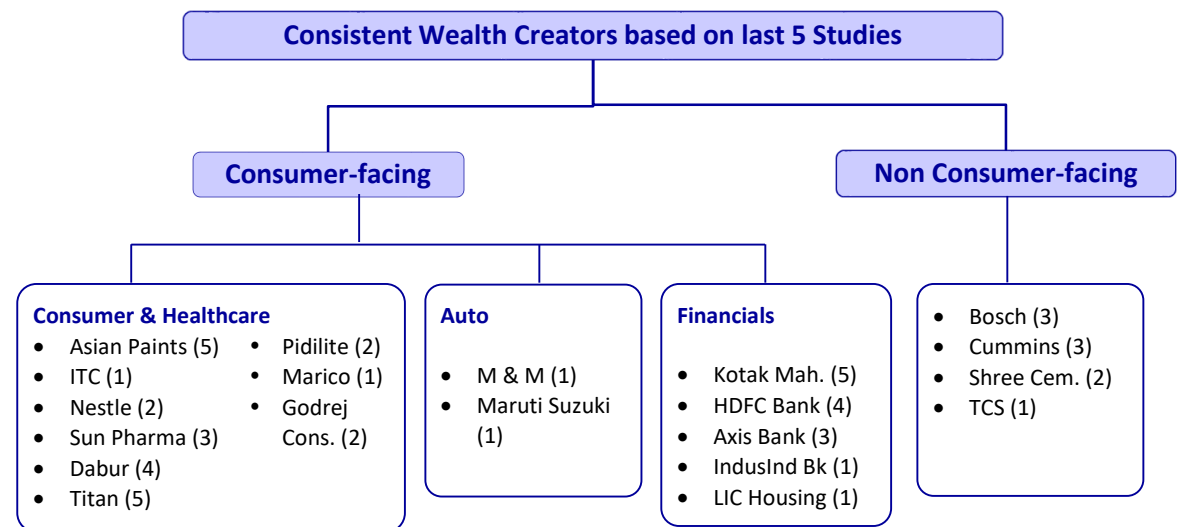 Consistent Wealth Creators based on last 5 Studies
Consumer-facing
Non Consumer-facing
Consumer & Healthcare
• Asian Paints (5)
• ITC (1)
• Nestle (2)
• Sun Pharma (3)
• Dabur (4)
• Titan (5)
• Pidilite (2)
• Marico (1)
• Godrej
Cons. (2)
Auto
• M & M (1)
• Maruti Suzuki
(1)
Financials
• Kotak Mah. (5)
• HDFC Bank (4)
• Axis Bank (3)
• IndusInd Bk (1)
• LIC Housing (1)
• Bosch (3)
• Cummins (3)
• Shree Cem. (2)
• TCS (1)